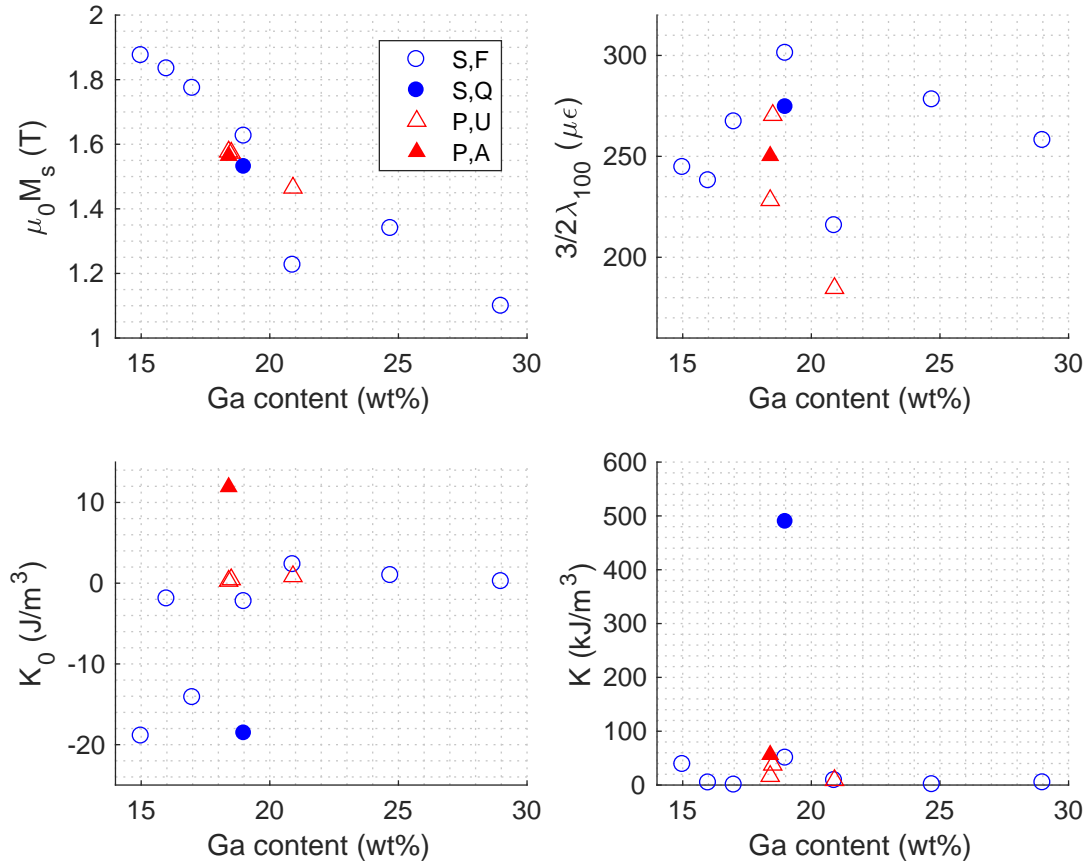 μ₀Mₛ (T)
2
1.8
1.6
1.4
1.2
1
15 20 25 30
Ga content (wt%)
S,F
S,Q
P,U
P,A
3/2λ₁₀₀ (μϵ)
300
250
200
15 20 25 30
Ga content (wt%)
K₀ (J/m³)
10
0
-10
-20
15 20 25 30
Ga content (wt%)
K (kJ/m³)
600
500
400
300
200
100
0
15 20 25 30
Ga content (wt%)